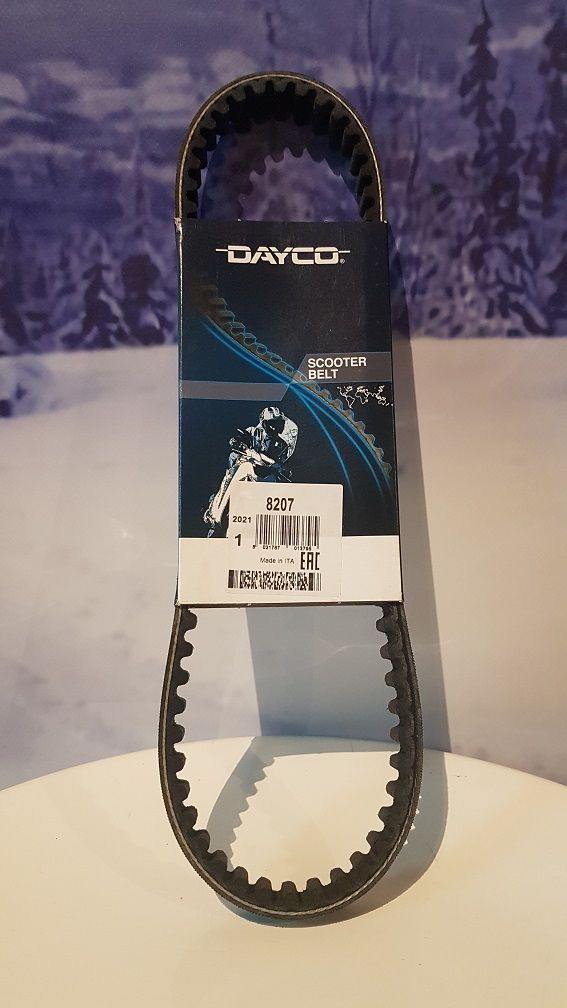 DAYCO®
SCOOTER
BELT
8207
2021
1
Made in ITA
EAC